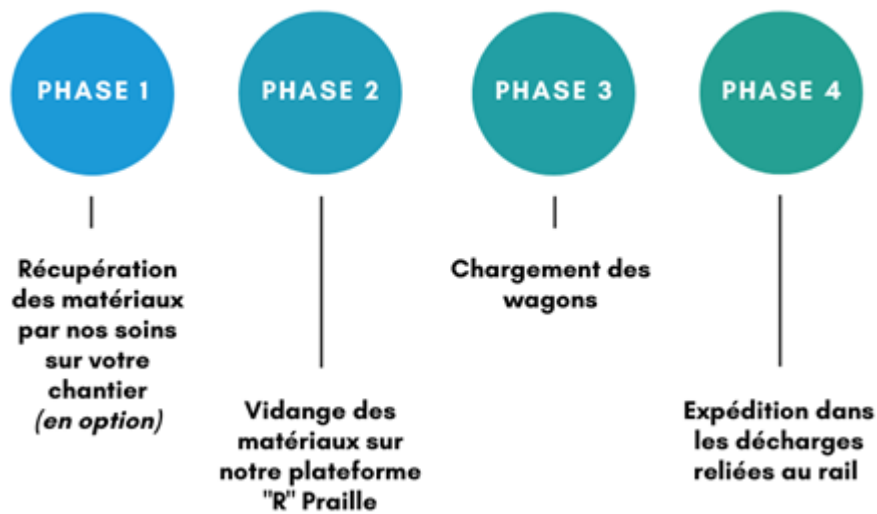 PHASE 1
PHASE 2
PHASE 3
PHASE 4
Récupération
des matériaux
par nos soins
sur votre
chantier
(en option)
Vidange des
matériaux sur
notre plateforme
"R" Praille
Chargement des
wagons
Expédition dans
les décharges
reliées au rail